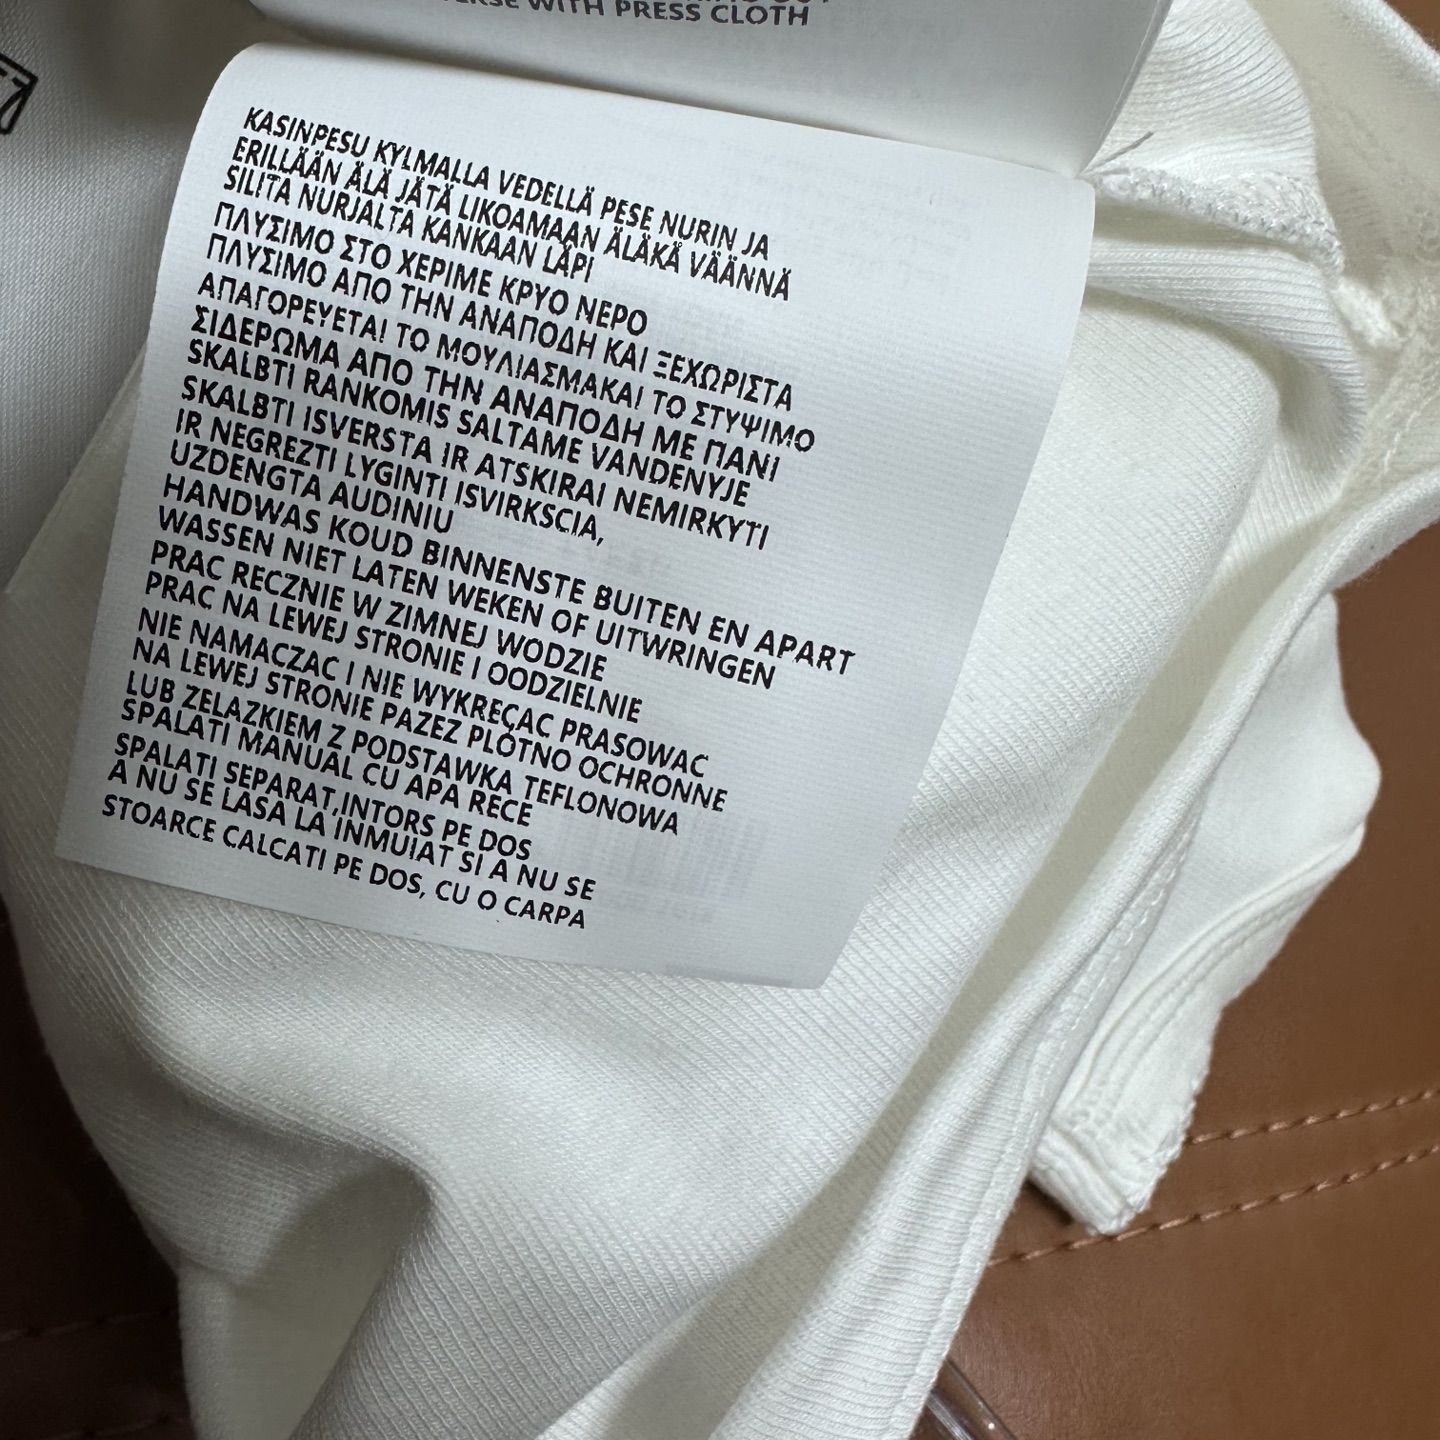 WITH PRESS CLOTH
KASINPESU KYLMALLA VEDELLÄ PESE NURIN JA
ERILLÄÄN ÄLÄ JÄTÄ LIKOAMAAN ÄLÄKÄ VÄÄNNÄ
SILITA NURJALTA KANKAAN LÄPI
ΠΛΥΣΙΜΟ ΣΤΟ ΧΕΡΙΜΕ ΚΡΥΟ ΝΕΡΟ
ΠΛΥΣΙΜΟ ΑΠΟ ΤΗΝ ΑΝΑΠΟΔΗ ΚΑΙ ΞΕΧΩΡΙΣΤΑ
ΑΠΑΓΟΡΕΥΕΤΑΙ ΤΟ ΜΟΥΛΙΑΣΜΑΚΑΙ ΤΟ ΣΤΥΨΙΜΟ
ΣΙΔΕΡΩΜΑ ΑΠΟ ΤΗΝ ΑΝΑΠΟΔΗ ΜΕ ΠΑΝΙ
SKALBTI RANKOMIS SALTAME VANDENYJE
SKALBTI ISVERSTA IR ATSKIRAI NEMIRKYTI
IR NEGREZTI LYGINTI ISVIRKSCIA,
UZDENGTA AUDINIU
HANDWAS KOUD BINNENSTE BUITEN EN APART
WASSEN NIET LATEN WEKEN OF UITWRINGEN
PRAC RECZNIE W ZIMNEJ WODZIE
PRAC NA LEWEJ STRONIE I OODZIELNIE
NIE NAMACZAC I NIE WYKREÇAC PRASOWAC
NA LEWEJ STRONIE PAZEZ PLOTNO OCHRONNE
LUB ZELAZKIEM Z PODSTAWKA TEFLONOWA
SPALATI MANUAL CU APA RECE
SPALATI SEPARAT,INTORS PE DOS
A NU SE LASA LA INMUIAT SI A NU SE
STOARCE CALCATI PE DOS, CU O CARPA